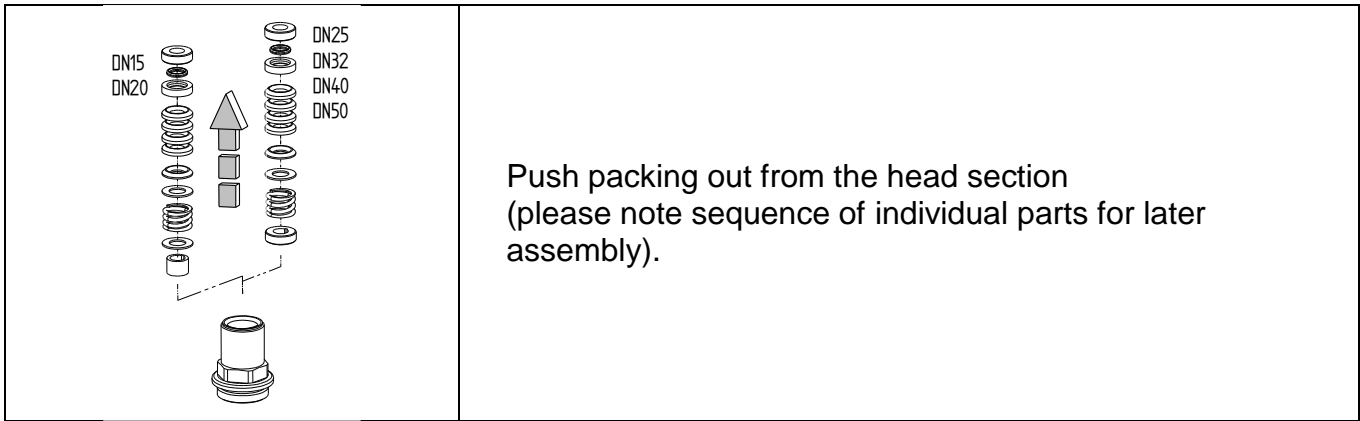 DN15
DN20
DN25
DN32
DN40
DN50
Push packing out from the head section
(please note sequence of individual parts for later
assembly).